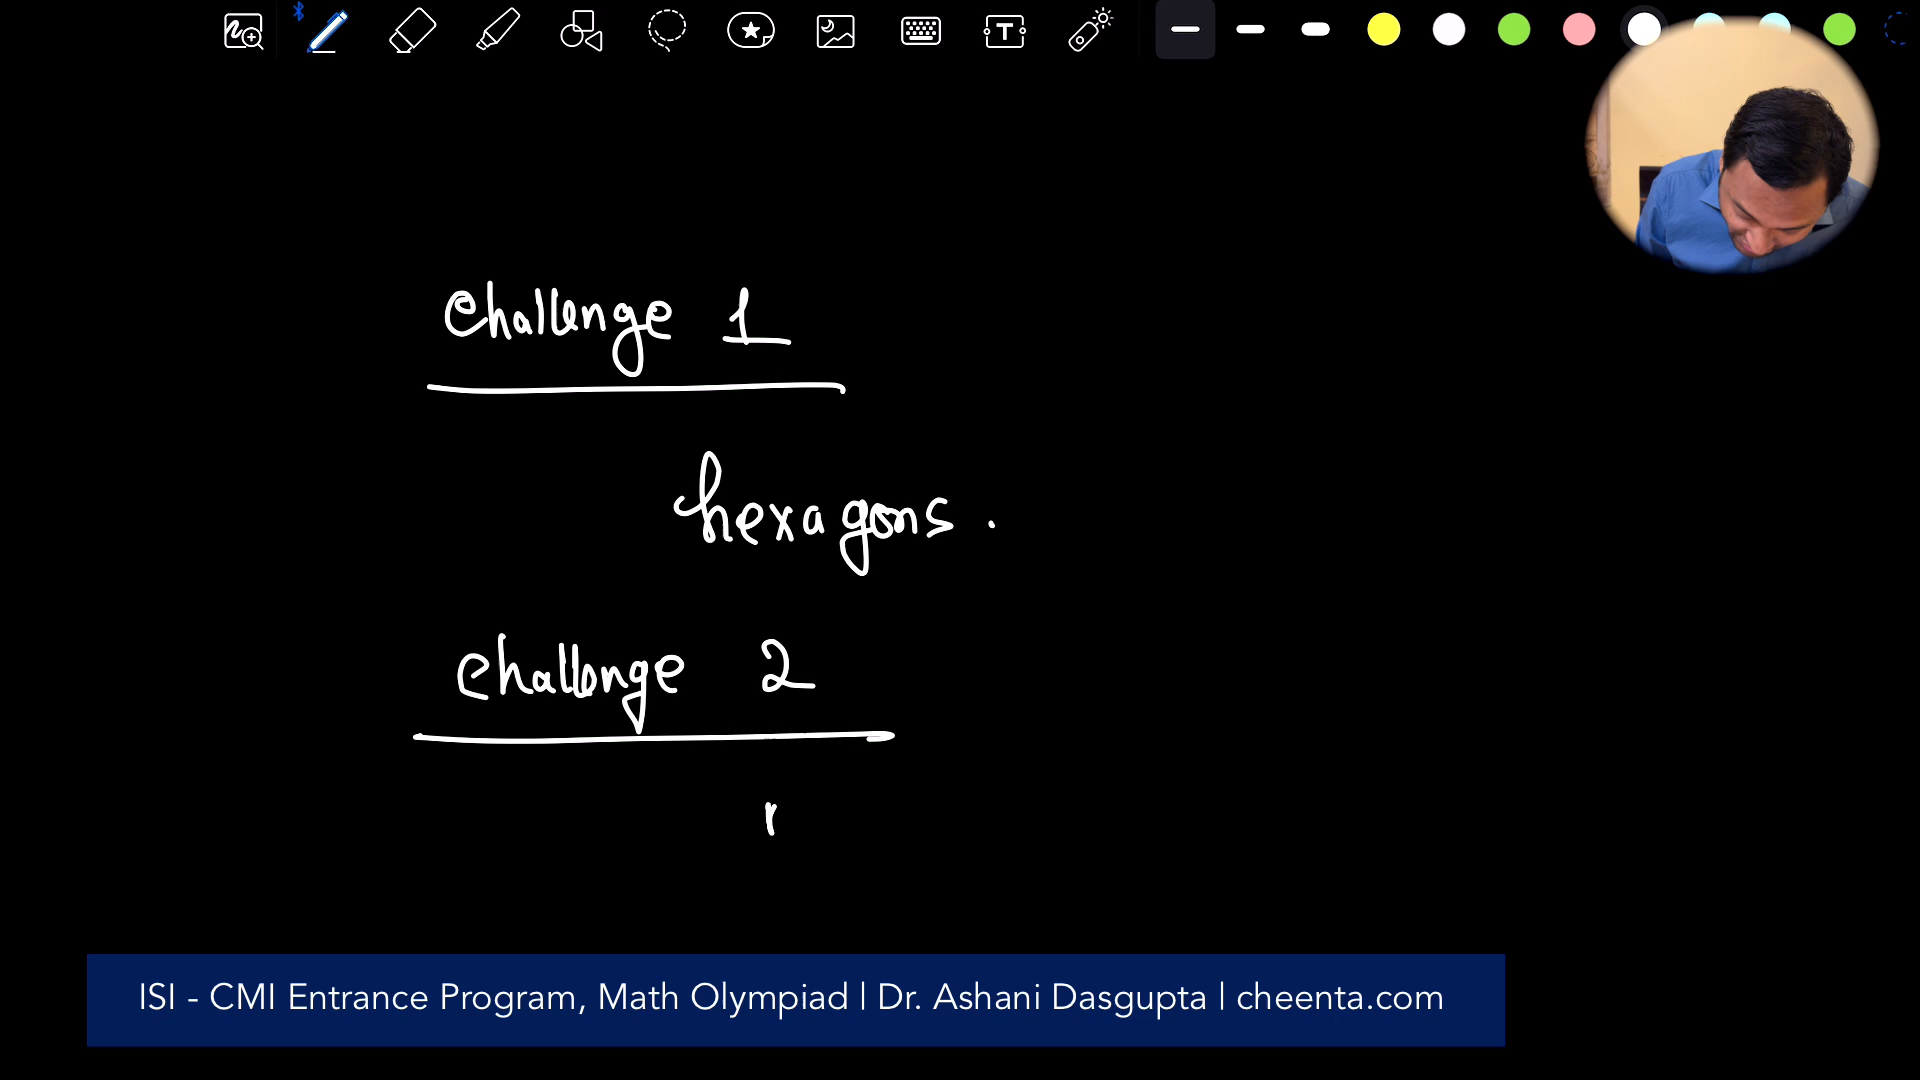 Challenge 1
hexagons.
Challenge 2
ISI - CMI Entrance Program, Math Olympiad | Dr. Ashani Dasgupta | cheenta.com